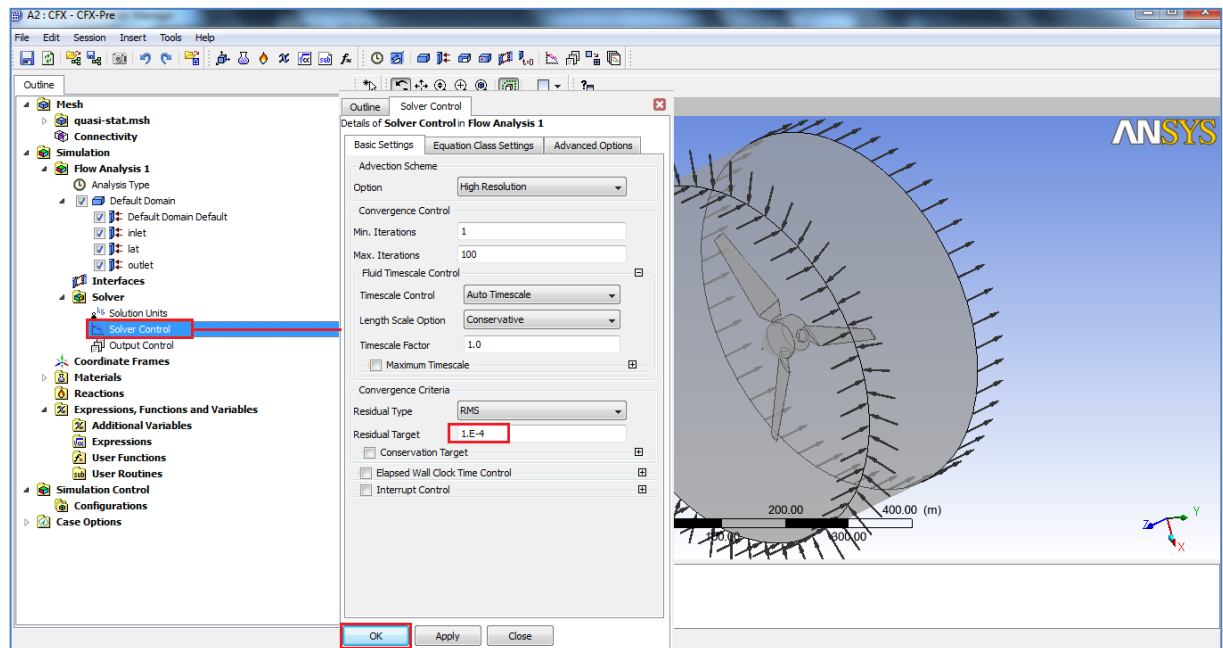 A2 : CFX - CFX-Pre
File Edit Session Insert Tools Help
Outline
Mesh
quasi-stat.msh
Connectivity
Simulation
Flow Analysis 1
Analysis Type
Default Domain
Default Domain Default
inlet
lat
outlet
Interfaces
Solver
Solution Units
Solver Control
Output Control
Coordinate Frames
Materials
Reactions
Expressions, Functions and Variables
Additional Variables
Expressions
User Functions
User Routines
Simulation Control
Configurations
Case Options
Outline Solver Control
Details of Solver Control in Flow Analysis 1
Basic Settings Equation Class Settings Advanced Options
Advection Scheme
Option High Resolution
Convergence Control
Min. Iterations 1
Max. Iterations 100
Fluid Timescale Control
Timescale Control Auto Timescale
Length Scale Option Conservative
Timescale Factor 1.0
Maximum Timescale
Convergence Criteria
Residual Type RMS
Residual Target 1.E-4
Conservation Target
Elapsed Wall Clock Time Control
Interrupt Control
OK Apply Close
ANSYS
200.00 400.00 (m)
100.00 300.00
Z Y
X